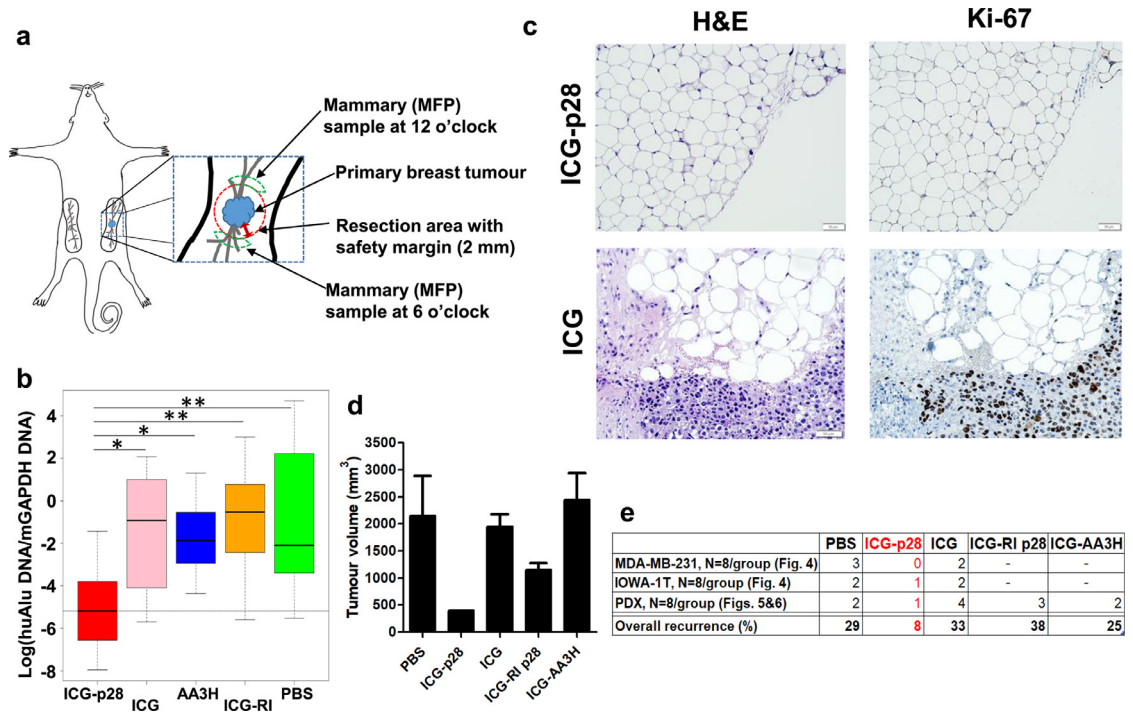 a
Mammary (MFP)
sample at 12 o'clock
Primary breast tumour
Resection area with
safety margin (2 mm)
Mammary (MFP)
sample at 6 o'clock
b
Log(huAlu DNA/mGAPDH DNA)
4
2
0
-2
-4
-6
-8
*
*
**
**
ICG-p28
ICG
AA3H
ICG-RI
PBS
c
H&E
Ki-67
ICG-p28
ICG
d
Tumour volume (mm3)
3500
3000
2500
2000
1500
1000
500
0
PBS
ICG-p28
ICG
ICG-RI p28
ICG-AA3H
e
PBS ICG-p28 ICG ICG-RI p28 ICG-AA3H
MDA-MB-231, N=8/group (Fig. 4) 3 0 2 - -
IOWA-1T, N=8/group (Fig. 4) 2 1 2 - -
PDX, N=8/group (Figs. 5&6) 2 1 4 3 2
Overall recurrence (%) 29 8 33 38 25